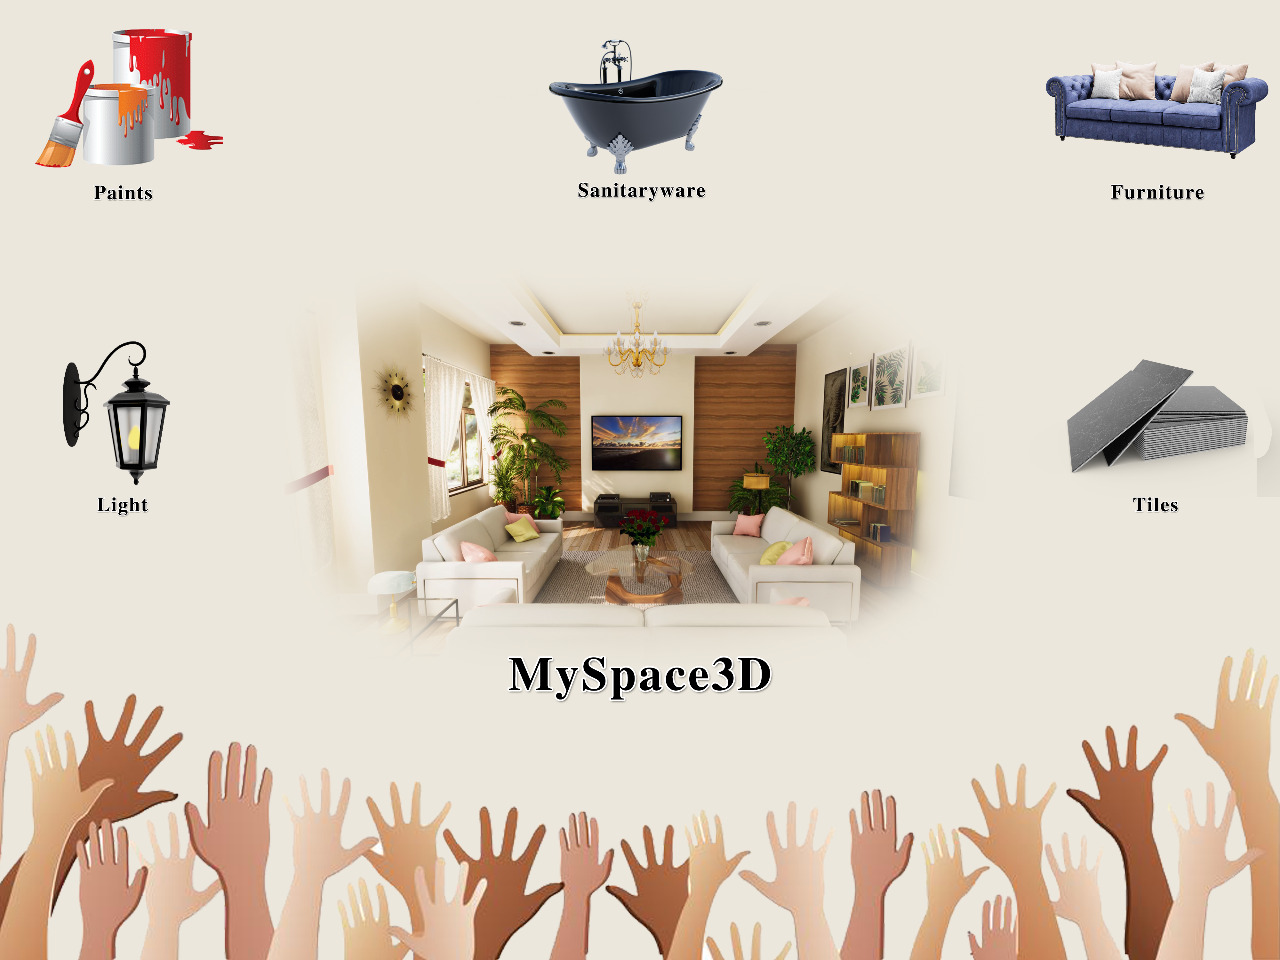 Paints
Sanitaryware
Furniture
Light
Tiles
MySpace3D